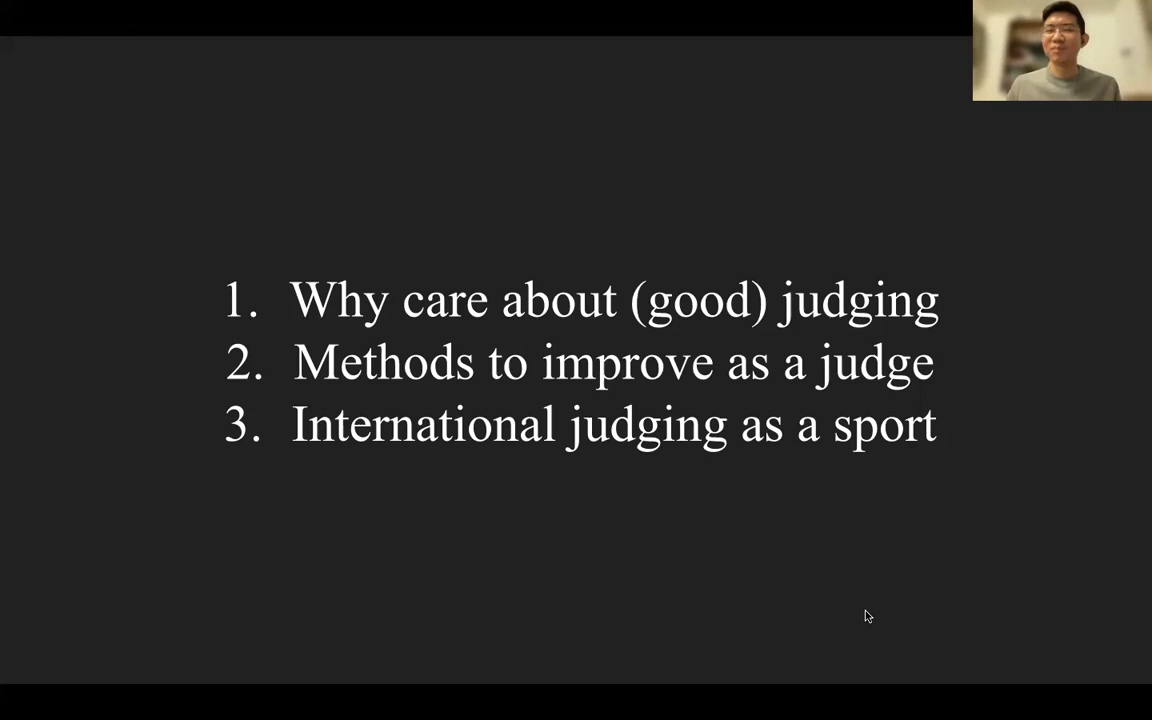 1. Why care about (good) judging
2. Methods to improve as a judge
3. International judging as a sport